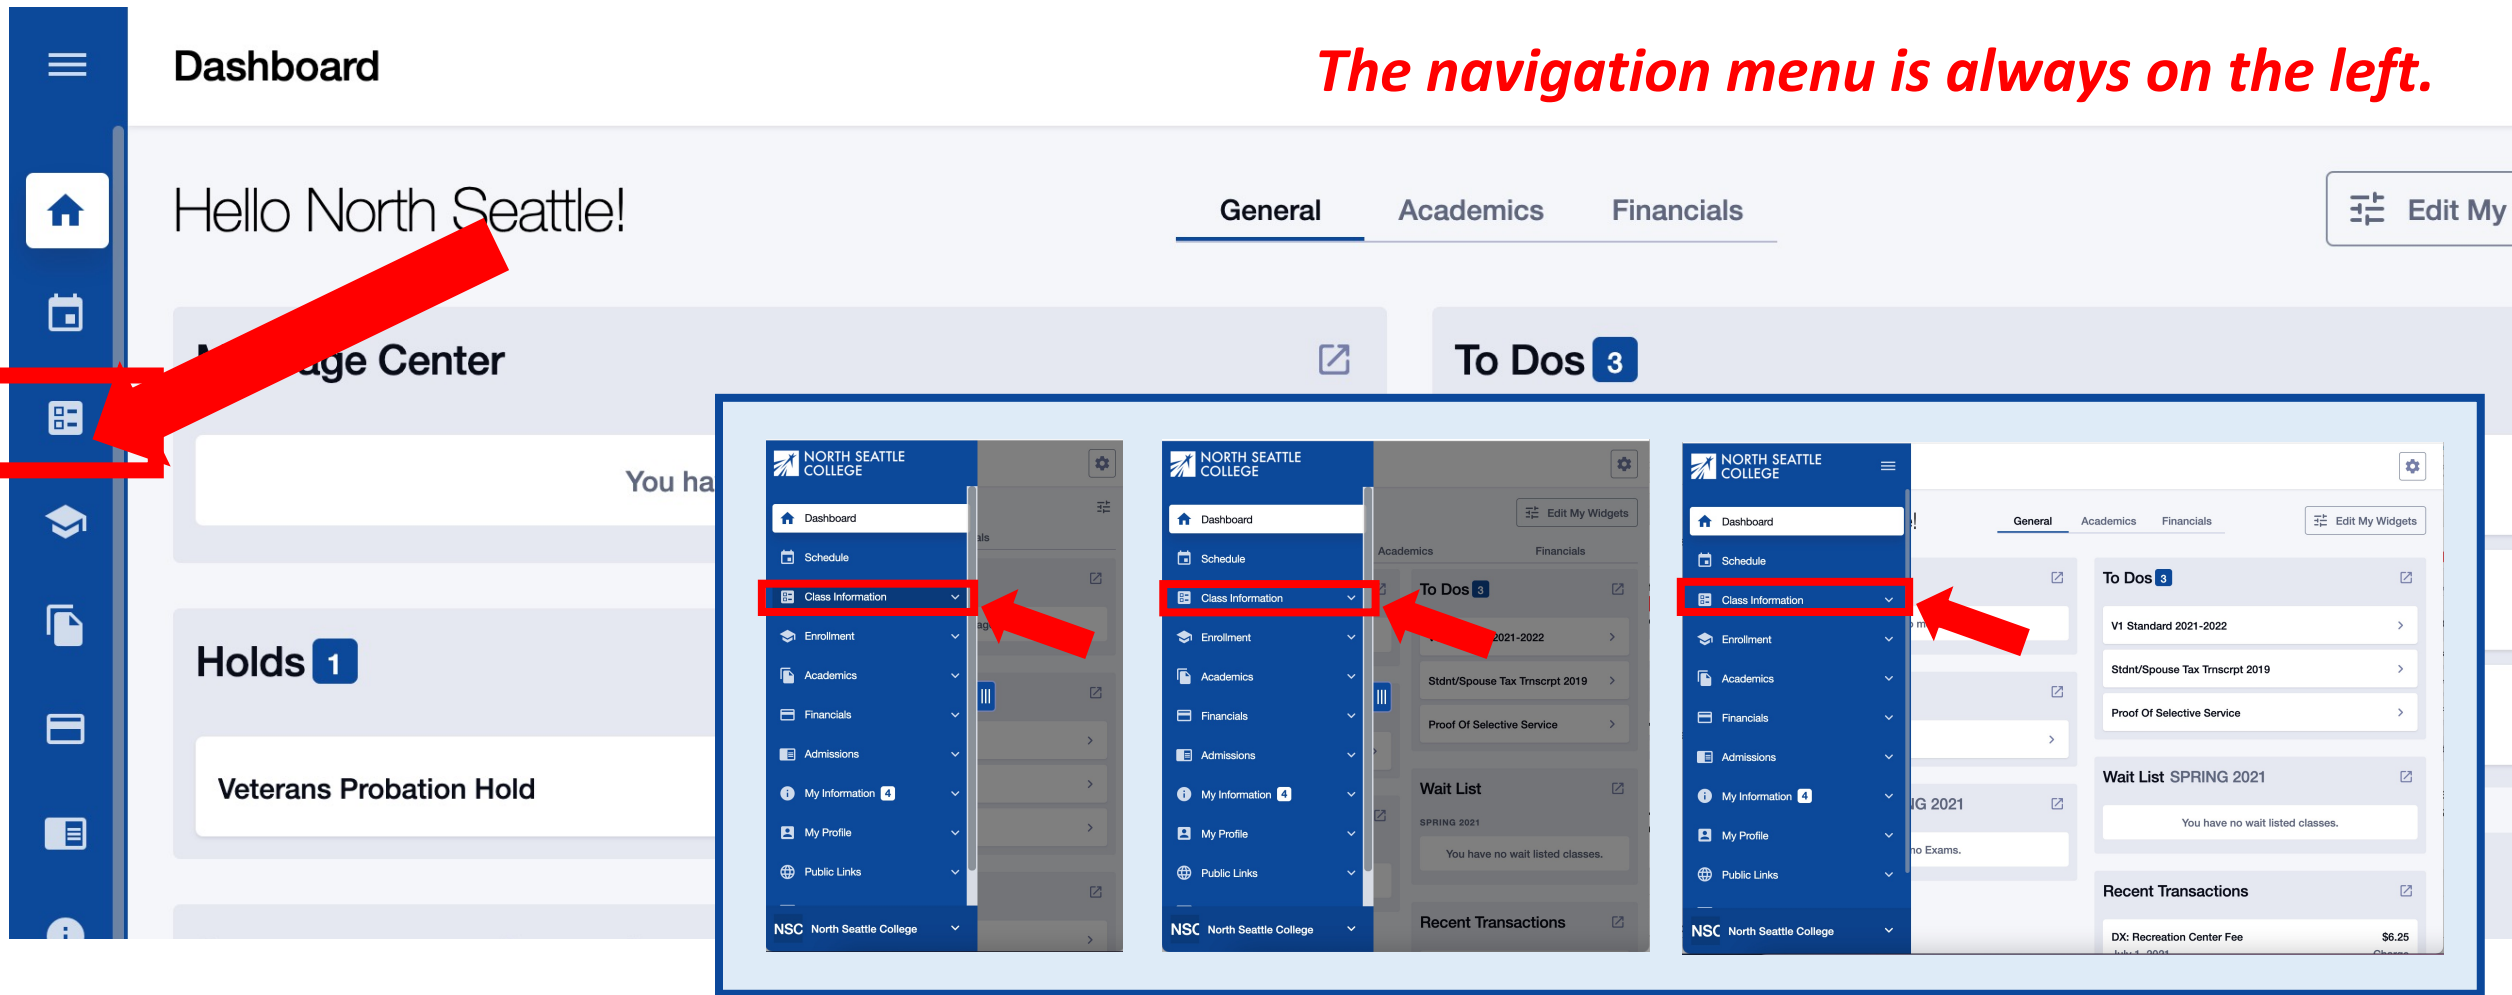 Dashboard
The navigation menu is always on the left.
Hello North Seattle!
General Academics Financials
Edit My
Center
To Dos 3
You ha
Holds 1
Veterans Probation Hold
NORTH SEATTLE
COLLEGE
Dashboard
Schedule
Class Information
Enrollment
Academics
Financials
Admissions
My Information 4
My Profile
Public Links
NSC North Seattle College
NORTH SEATTLE
COLLEGE
Dashboard
Schedule
Class Information
Enrollment
Academics
Financials
Admissions
My Information 4
My Profile
Public Links
NSC North Seattle College
Edit My Widgets
Academics Financials
To Dos 3
2021-2022
Stdnt/Spouse Tax Trnscrpt 2019
Proof Of Selective Service
Wait List
SPRING 2021
You have no wait listed classes.
Recent Transactions
NORTH SEATTLE
COLLEGE
Dashboard
Schedule
Class Information
Enrollment
Academics
Financials
Admissions
My Information 4
My Profile
Public Links
NSC North Seattle College
General Academics Financials
Edit My Widgets
2021
no Exams.
To Dos 3
V1 Standard 2021-2022
Stdnt/Spouse Tax Trnscrpt 2019
Proof Of Selective Service
Wait List SPRING 2021
You have no wait listed classes.
Recent Transactions
DX: Recreation Center Fee $6.25
July 1, 2021 Charge